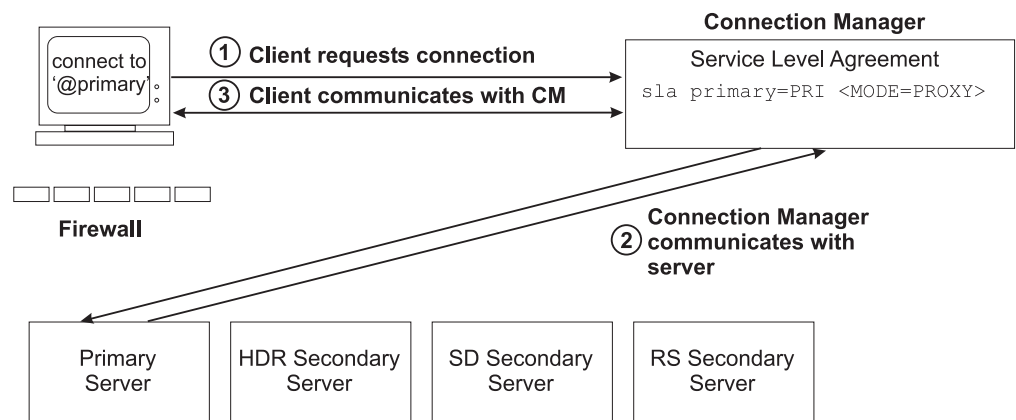 Connection Manager
connect to
'@primary'
1 Client requests connection
3 Client communicates with CM
Service Level Agreement
sla primary=PRI <MODE=PROXY>
Firewall
2 Connection Manager
communicates with
server
Primary
Server
HDR Secondary
Server
SD Secondary
Server
RS Secondary
Server